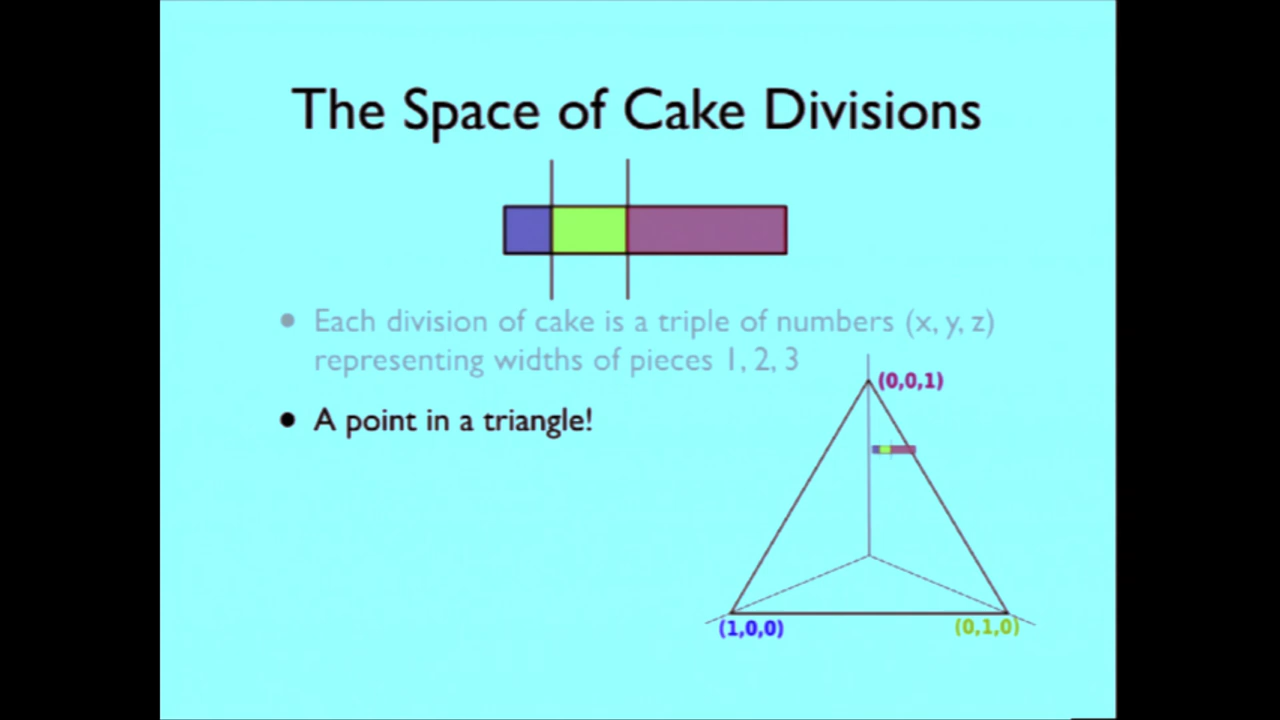 The Space of Cake Divisions
• Each division of cake is a triple of numbers (x, y, z)
representing widths of pieces 1, 2, 3
(0,0,1)
• A point in a triangle!
(1,0,0)
(0,1,0)